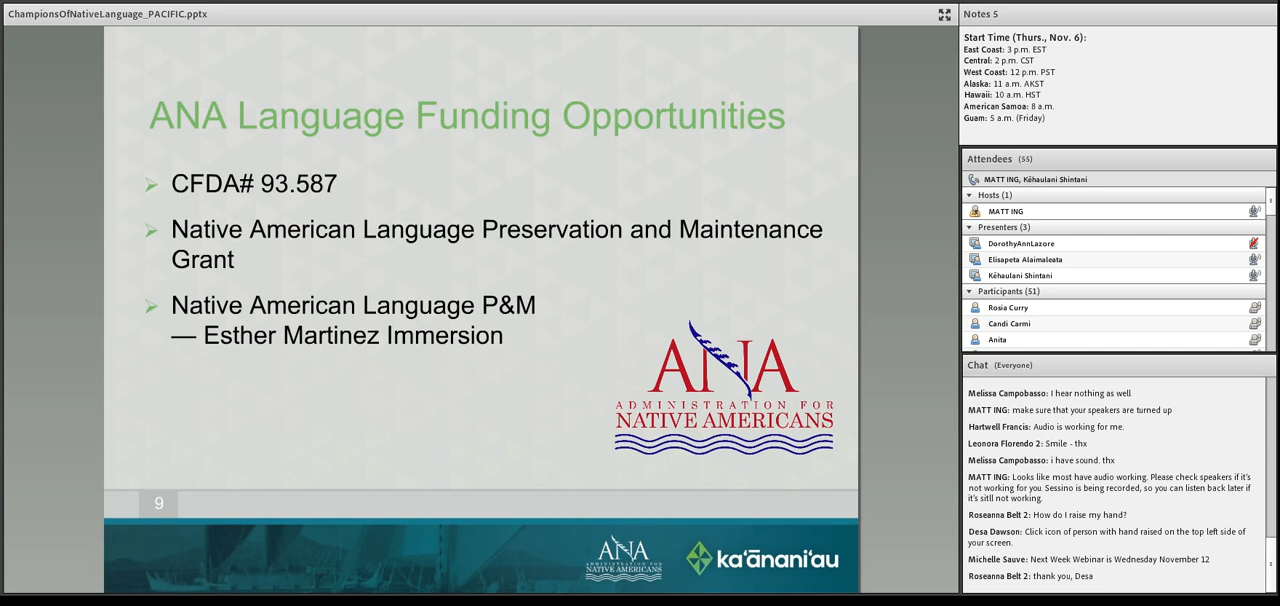 ChampionsOfNativeLanguage_PACIFIC.pptx
ANA Language Funding Opportunities
CFDA# 93.587
Native American Language Preservation and Maintenance
Grant
Native American Language P&M
— Esther Martinez Immersion
ANA
ADMINISTRATION FOR
NATIVE AMERICANS
9
ANA
ADMINISTRATION FOR
NATIVE AMERICANS
kaʻānaniʻau
Notes 5
Start Time (Thurs., Nov. 6):
East Coast: 3 p.m. EST
Central: 2 p.m. CST
West Coast: 12 p.m. PST
Alaska: 11 a.m. AKST
Hawaii: 10 a.m. HST
American Samoa: 8 a.m.
Guam: 5 a.m. (Friday)
Attendees (55)
MATT ING, Kēhaulani Shintani
Hosts (1)
MATT ING
Presenters (3)
DorothyAnnLazore
Elisapeta Alaimaleata
Kēhaulani Shintani
Participants (51)
Rosia Curry
Candi Carmi
Anita
Chat (Everyone)
Melissa Campobasso: I hear nothing as well
MATT ING: make sure that your speakers are turned up
Hartwell Francis: Audio is working for me.
Leonora Florendo 2: Smile - thx
Melissa Campobasso: i have sound. thx
MATT ING: Looks like most have audio working. Please check speakers if it's
not working for you. Sessino is being recorded, so you can listen back later if
it's sitll not working.
Roseanna Belt 2: How do I raise my hand?
Desa Dawson: Click icon of person with hand raised on the top left side of
your screen.
Michelle Sauve: Next Week Webinar is Wednesday November 12
Roseanna Belt 2: thank you, Desa